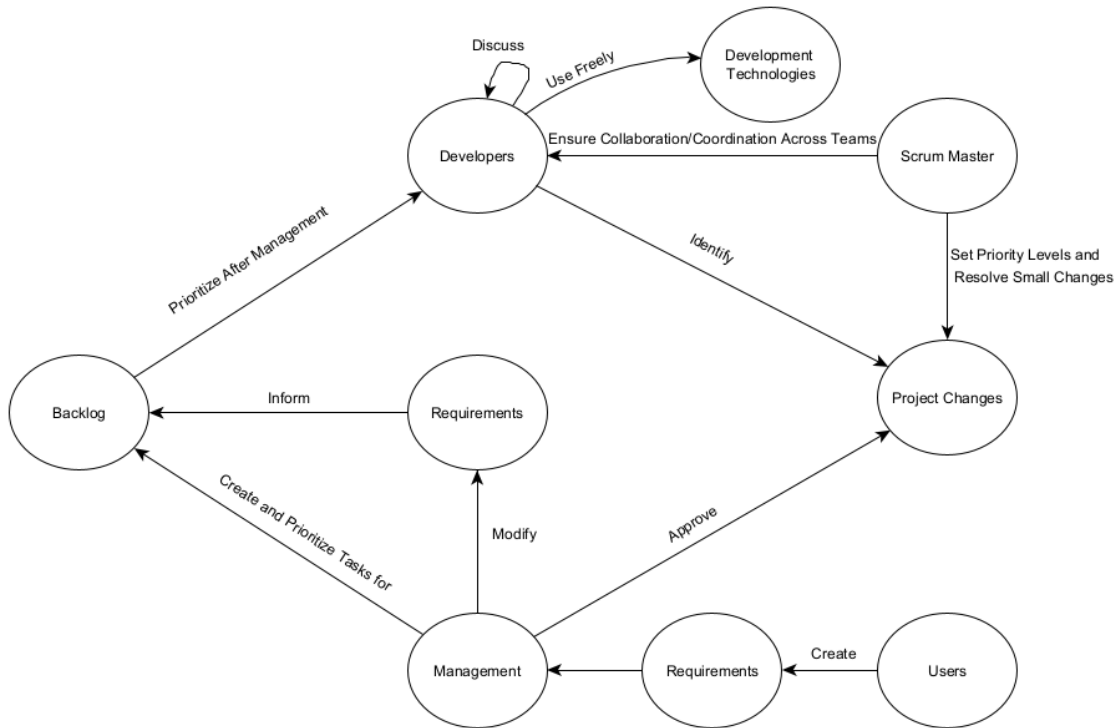 Discuss
Use Freely
Development
Technologies
Developers
Ensure Collaboration/Coordination Across Teams
Scrum Master
Prioritize After Management
Identify
Set Priority Levels and
Resolve Small Changes
Backlog
Inform
Requirements
Project Changes
Create and Prioritize Tasks for
Modify
Approve
Management
Requirements
Create
Users